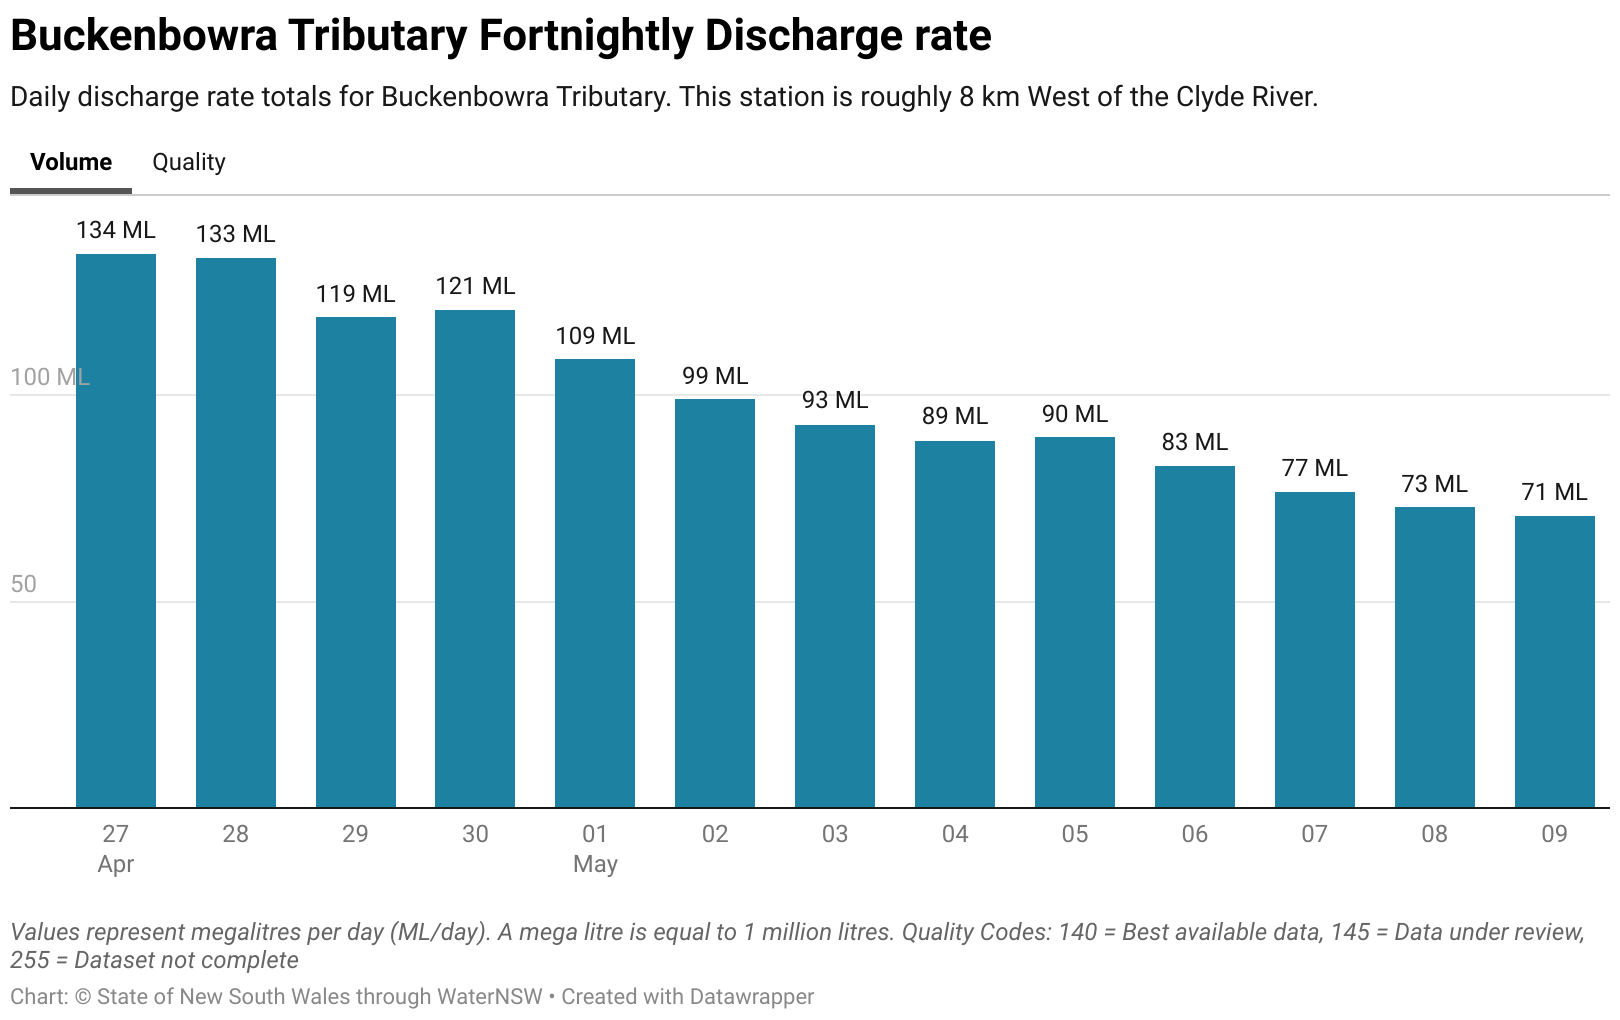 Buckenbowra Tributary Fortnightly Discharge rate
Daily discharge rate totals for Buckenbowra Tributary. This station is roughly 8 km West of the Clyde River.
Volume Quality
134 ML 133 ML 119 ML 121 ML 109 ML 99 ML 93 ML 89 ML 90 ML 83 ML 77 ML 73 ML 71 ML
100 ML
50
27 28 29 30 01 02 03 04 05 06 07 08 09
Apr May
Values represent megalitres per day (ML/day). A mega litre is equal to 1 million litres. Quality Codes: 140 = Best available data, 145 = Data under review,
255 = Dataset not complete
Chart: © State of New South Wales through WaterNSW • Created with Datawrapper